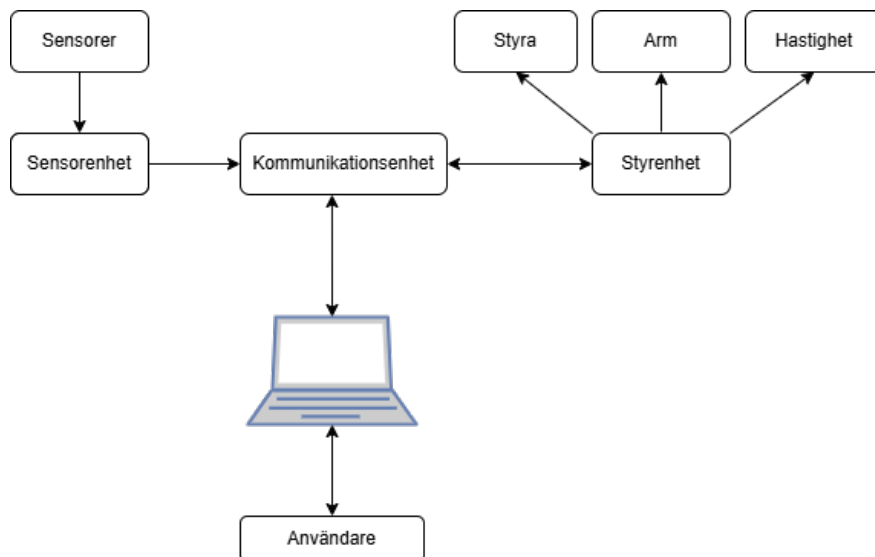 Sensorer
Styra
Arm
Hastighet
Sensorenhet
Kommunikationsenhet
Styrenhet
Användare